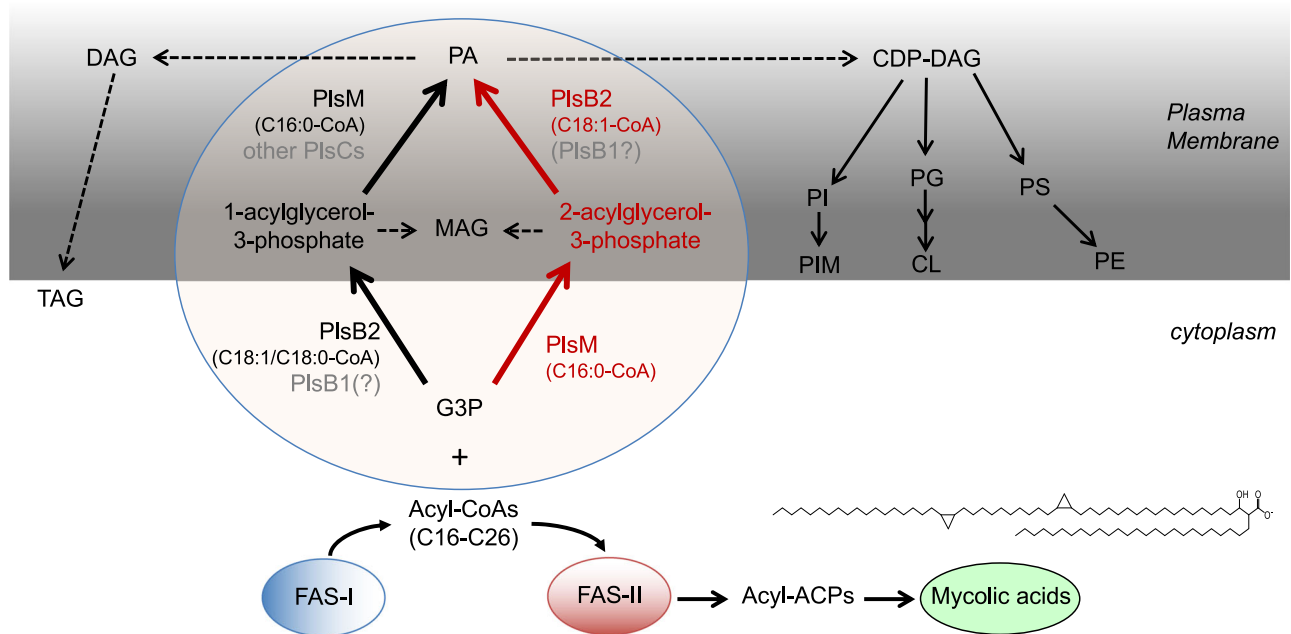 DAG
PA
CDP-DAG
PlsM
(C16:0-CoA)
other PlsCs
PlsB2
(C18:1-CoA)
(PlsB1?)
Plasma
Membrane
1-acylglycerol-
3-phosphate
MAG
2-acylglycerol-
3-phosphate
PI
PG
PS
PIM
CL
PE
TAG
cytoplasm
PlsB2
(C18:1/C18:0-CoA)
PlsB1(?)
PlsM
(C16:0-CoA)
G3P
+
Acyl-CoAs
(C16-C26)
OH
O
O-
FAS-I
FAS-II
Acyl-ACPs
Mycolic acids